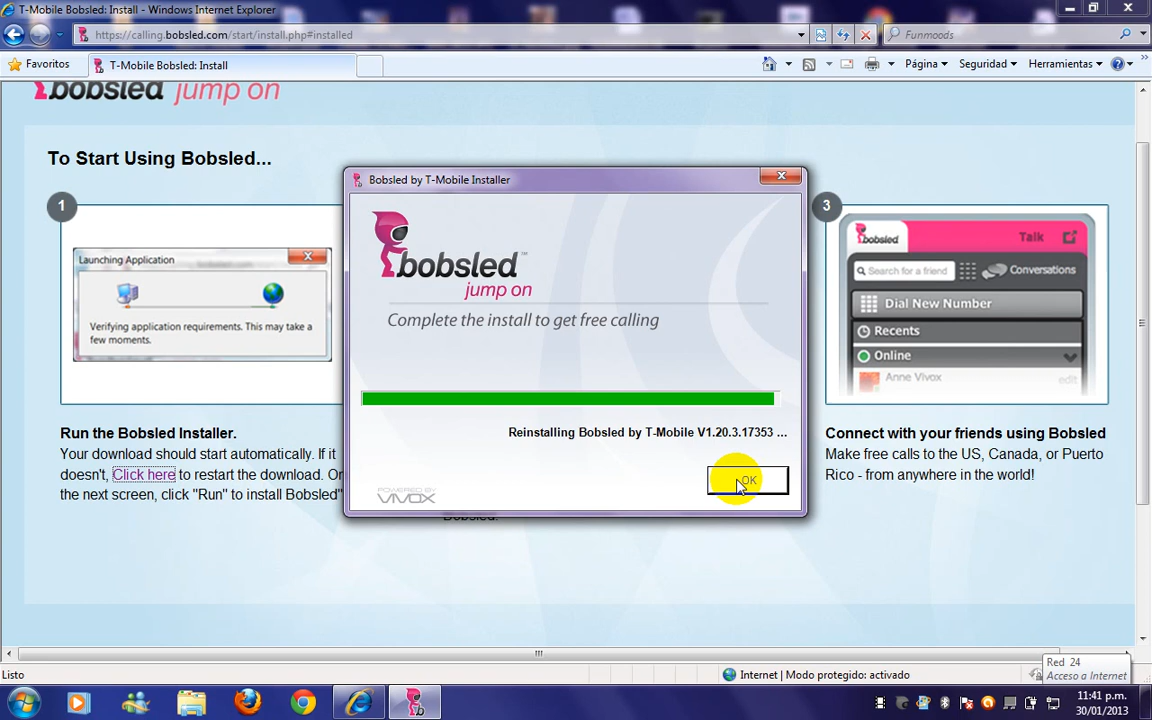 T-Mobile Bobsled: Install - Windows Internet Explorer
https://calling.bobsled.com/start/install.php#installed
Funmoods
Favoritos
T-Mobile Bobsled: Install
Página
Seguridad
Herramientas
bobsled jump on
To Start Using Bobsled...
1
Launching Application
Verifying application requirements. This may take a
few moments.
Run the Bobsled Installer.
Your download should start automatically. If it
doesn't, Click here to restart the download. On
the next screen, click "Run" to install Bobsled"
Bobsled by T-Mobile Installer
bobsled™
jump on
Complete the install to get free calling
Reinstalling Bobsled by T-Mobile V1.20.3.17353 ...
OK
POWERED BY
VIVOX
Bobsled.
3
bobsled
Talk
Search for a friend
Conversations
Dial New Number
Recents
Online
Anne Vivox
edit
Connect with your friends using Bobsled
Make free calls to the US, Canada, or Puerto
Rico - from anywhere in the world!
Listo
Internet | Modo protegido: activado
Red 24
Acceso a Internet
11:41 p.m.
30/01/2013